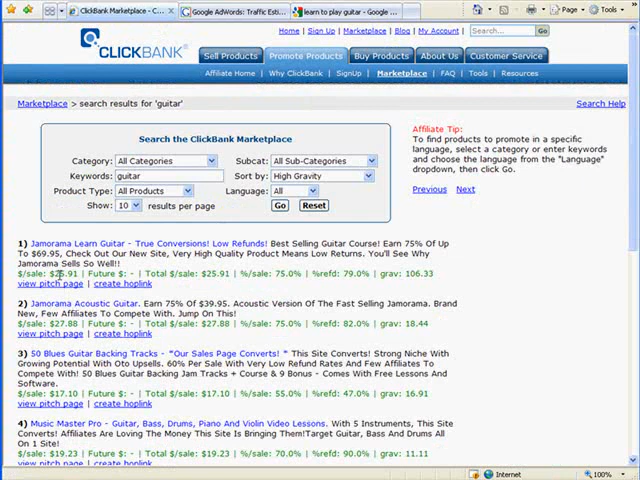 ClickBank Marketplace - C...
Google AdWords: Traffic Esti...
learn to play guitar - Google ...
Page
Tools
Home | Sign Up | Marketplace | Blog | My Account |
Search
Go
CLICKBANK
Sell Products
Promote Products
Buy Products
About Us
Customer Service
Affiliate Home | Why ClickBank | SignUp | Marketplace | FAQ | Tools | Resources
Marketplace > search results for 'guitar'
Search Help
Search the ClickBank Marketplace
Category: All Categories
Subcat: All Sub-Categories
Keywords: guitar
Sort by: High Gravity
Product Type: All Products
Language: All
Show: 10 results per page
Go
Reset
Affiliate Tip:
To find products to promote in a specific
language, select a category or enter keywords
and choose the language from the "Language"
dropdown, then click Go.
Previous Next
1) Jamorama Learn Guitar - True Conversions! Low Refunds! Best Selling Guitar Course! Earn 75% Of Up
To $69.95, Check Out Our New Site, Very High Quality Product Means Low Returns. You'll See Why
Jamorama Sells So Well!!
$/sale: $25.91 | Future $: - | Total $/sale: $25.91 | %/sale: 75.0% | %refd: 79.0% | grav: 106.33
view pitch page | create hoplink
2) Jamorama Acoustic Guitar. Earn 75% Of $39.95. Acoustic Version Of The Fast Selling Jamorama. Brand
New, Few Affiliates To Compete With. Jump On This!
$/sale: $27.88 | Future $: - | Total $/sale: $27.88 | %/sale: 75.0% | %refd: 82.0% | grav: 18.44
view pitch page | create hoplink
3) 50 Blues Guitar Backing Tracks - "Our Sales Page Converts! " This Site Converts! Strong Niche With
Growing Potential With Oto Upsells. 60% Per Sale With Very Low Refund Rates And Few Affiliates To
Compete With! 50 Blues Guitar Backing Jam Tracks + Course & 9 Bonus - Comes With Free Lessons And
Software.
$/sale: $17.10 | Future $: - | Total $/sale: $17.10 | %/sale: 55.0% | %refd: 47.0% | grav: 16.91
view pitch page | create hoplink
4) Music Master Pro - Guitar, Bass, Drums, Piano And Violin Video Lessons. With 5 Instruments, This Site
Converts! Affiliates Are Loving The Money This Site Is Bringing Them!Target Guitar, Bass And Drums All
On 1 Site!
$/sale: $19.23 | Future $: - | Total $/sale: $19.23 | %/sale: 70.0% | %refd: 90.0% | grav: 11.11
view pitch page | create hoplink
Internet
100%